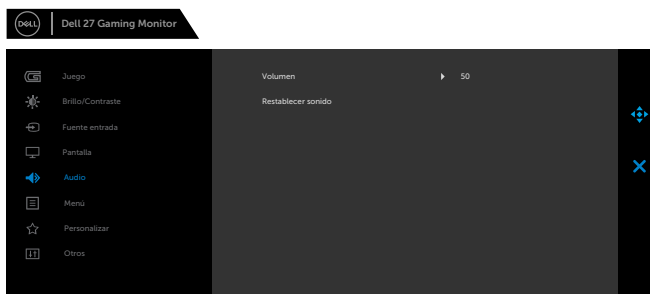 DELL
Dell 27 Gaming Monitor
Juego
Brillo/Contraste
Fuente entrada
Pantalla
Audio
Menú
Personalizar
Otros
Volumen 50
Restablecer sonido